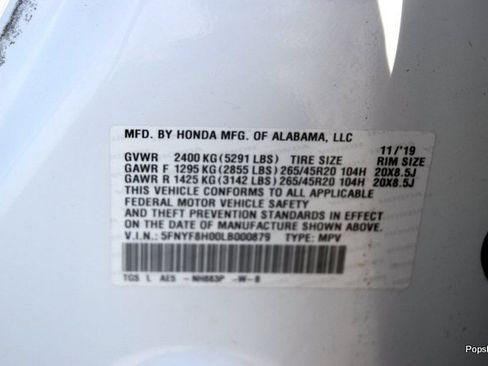 MFD. BY HONDA MFG. OF ALABAMA, LLC 11/'19
GVWR 2400 KG (5291 LBS) TIRE SIZE RIM SIZE
GAWR F 1295 KG (2855 LBS) 265/45R20 104H 20X8.5J
GAWR R 1425 KG (3142 LBS) 265/45R20 104H 20X8.5J
THIS VEHICLE CONFORMS TO ALL APPLICABLE
FEDERAL MOTOR VEHICLE SAFETY
AND THEFT PREVENTION STANDARDS IN EFFECT
ON THE DATE OF MANUFACTURE SHOWN ABOVE.
V.I.N.: 5FNYF8H00LB000879 TYPE: MPV
TGS L AE5 -NH883P -W-B